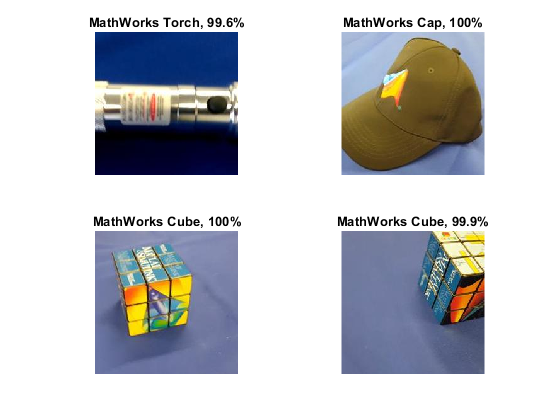 MathWorks Torch, 99.6%
MathWorks Cap, 100%
MathWorks Cube, 100%
MathWorks Cube, 99.9%